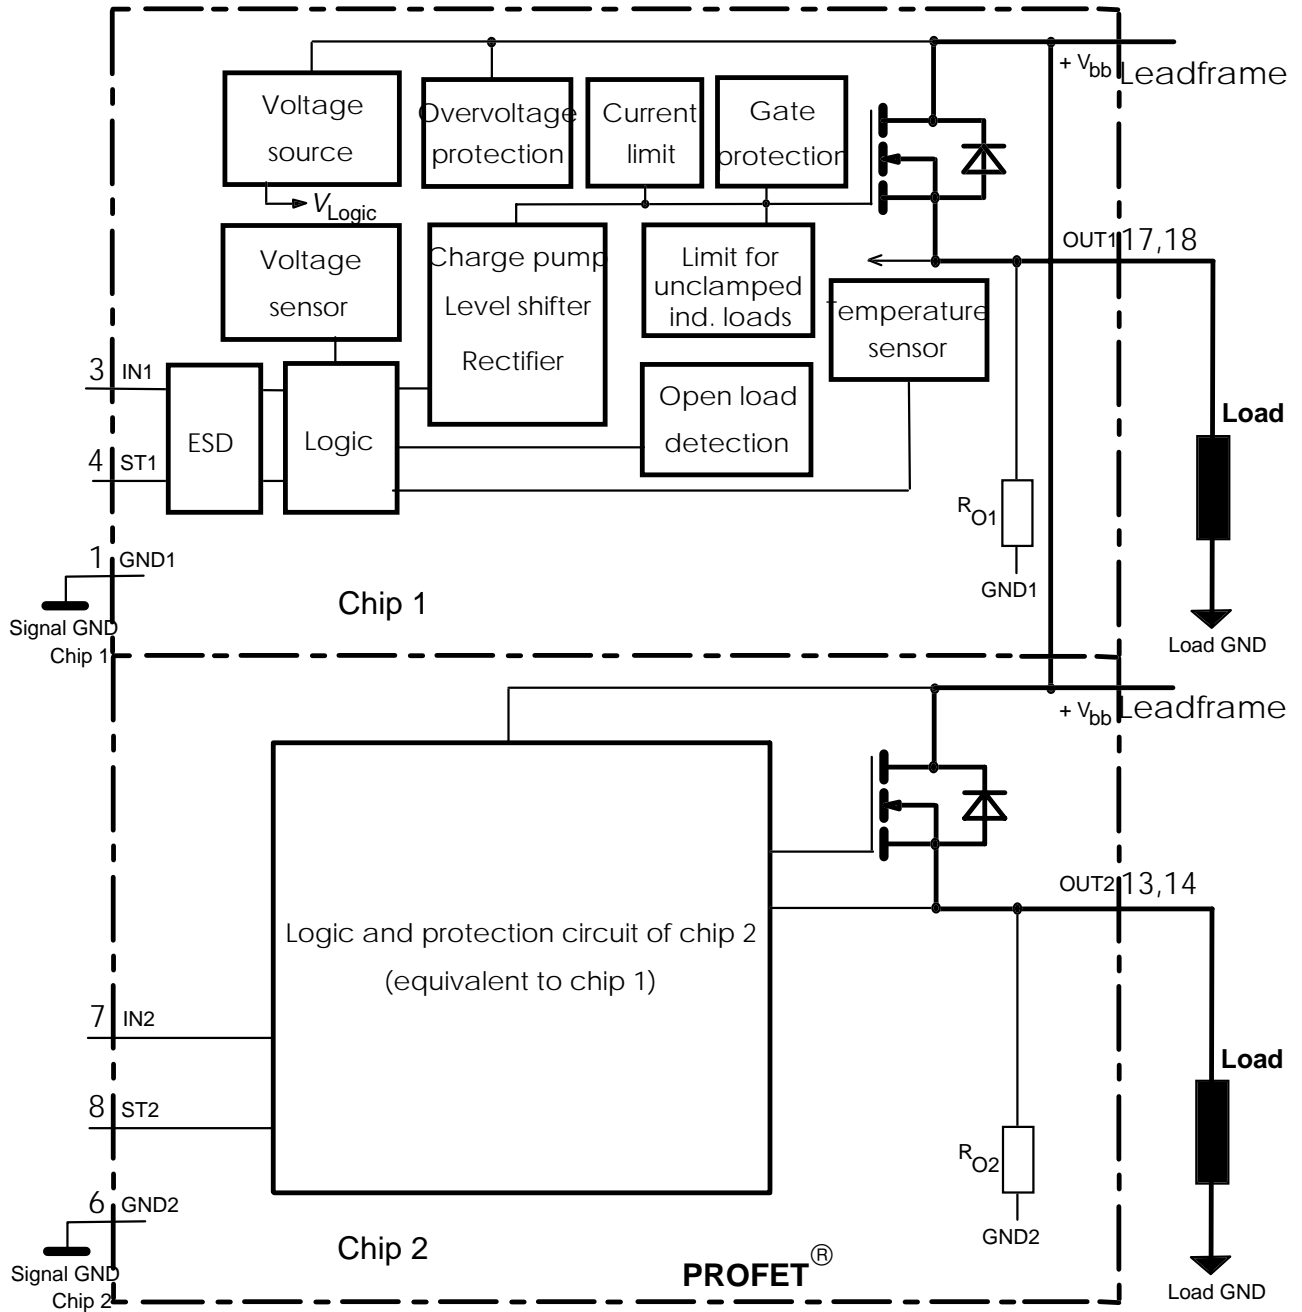 + Vbb Leadframe
Voltage
source
Overvoltage
protection
Current
limit
Gate
protection
VLogic
OUT1 17,18
Voltage
sensor
Charge pump
Level shifter
Rectifier
Limit for
unclamped
ind. loads
Temperature
sensor
3 IN1
ESD
Logic
Open load
detection
Load
4 ST1
RO1
1 GND1
GND1
Chip 1
Signal GND
Chip 1
Load GND
+ Vbb Leadframe
OUT2 13,14
Logic and protection circuit of chip 2
(equivalent to chip 1)
7 IN2
Load
8 ST2
RO2
6 GND2
GND2
Chip 2
PROFET®
Signal GND
Chip 2
Load GND